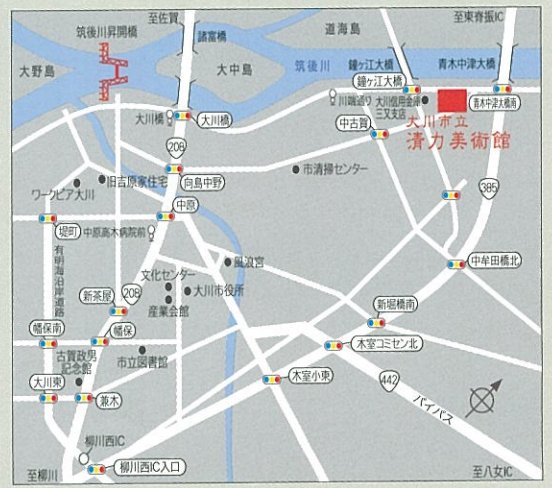 至佐賀
至東脊振IC
筑後川昇開橋
諸富橋
道海島
大野島
大中島
筑後川
鐘ヶ江大橋
青木中津大橋
鐘ヶ江大橋
川端通り
大川信用金庫
三又支店
青木中津大橋南
大川橋
大川橋
中古賀
大川市立
清力美術館
208
向島中野
市清掃センター
旧吉原家住宅
ワークピア大川
385
中原
堤町
中原高木病院前
有明海沿岸道路
文化センター
風浪宮
中牟田橋北
大川市役所
新茶屋
208
産業会館
新堀橋南
幡保南
幡保
木室コミセン北
古賀政男
記念館
市立図書館
大川東
兼木
木室小東
442
バイパス
柳川西IC
柳川西IC入口
至柳川
至八女IC